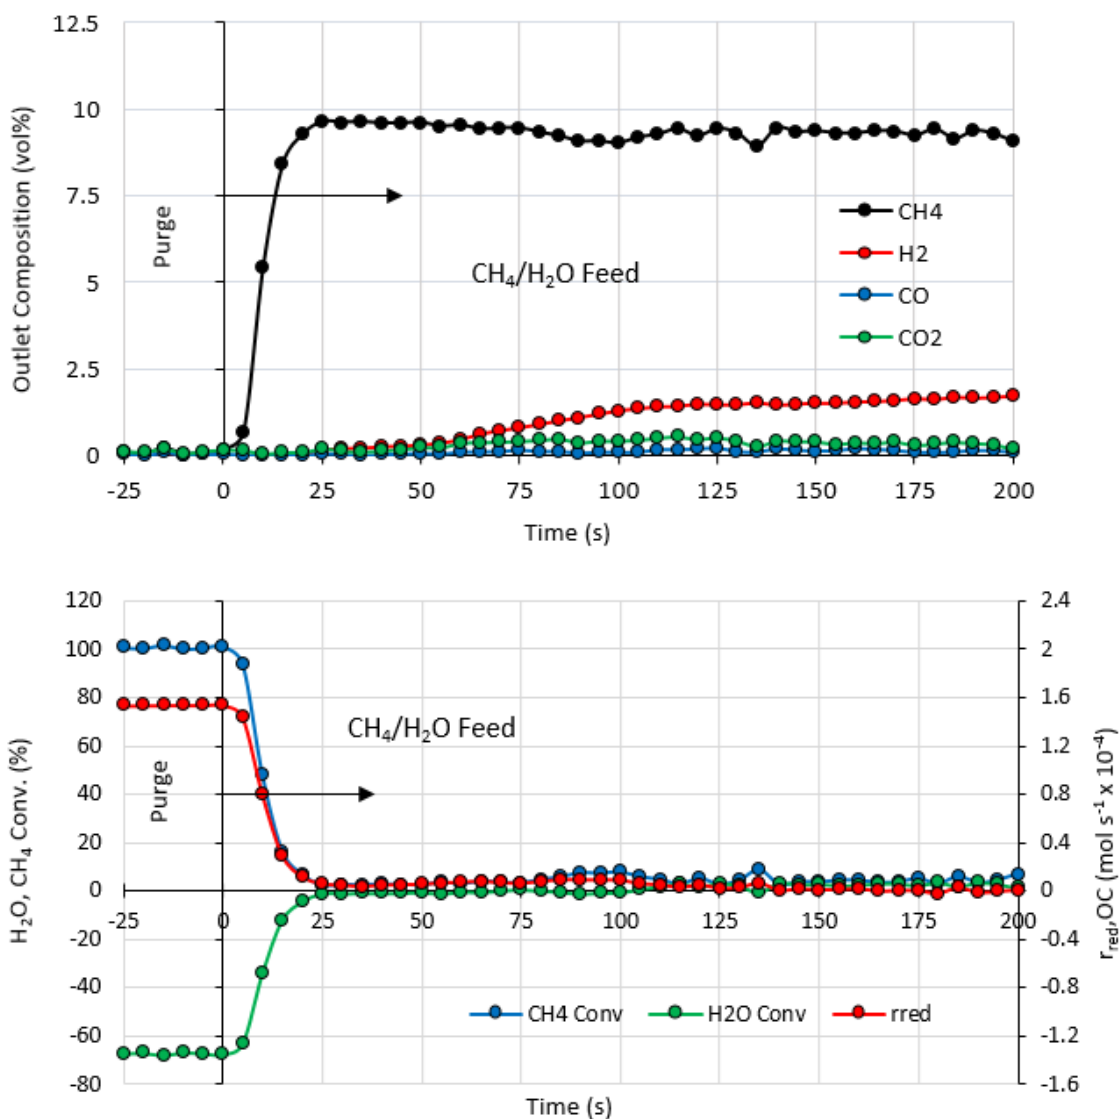 12.5
10
7.5
5
2.5
0
Outlet Composition (vol%)
Purge
CH₄/H₂O Feed
CH4
H2
CO
CO2
-25 0 25 50 75 100 125 150 175 200
Time (s)
120
100
80
60
40
20
0
-20
-40
-60
-80
H₂O, CH₄ Conv. (%)
Purge
CH₄/H₂O Feed
-25 0 25 50 75 100 125 150 175 200
CH4 Conv H2O Conv rred
2.4
2
1.6
1.2
0.8
0.4
0
-0.4
-0.8
-1.2
-1.6
r_red,OC (mol s⁻¹ x 10⁻⁴)
Time (s)